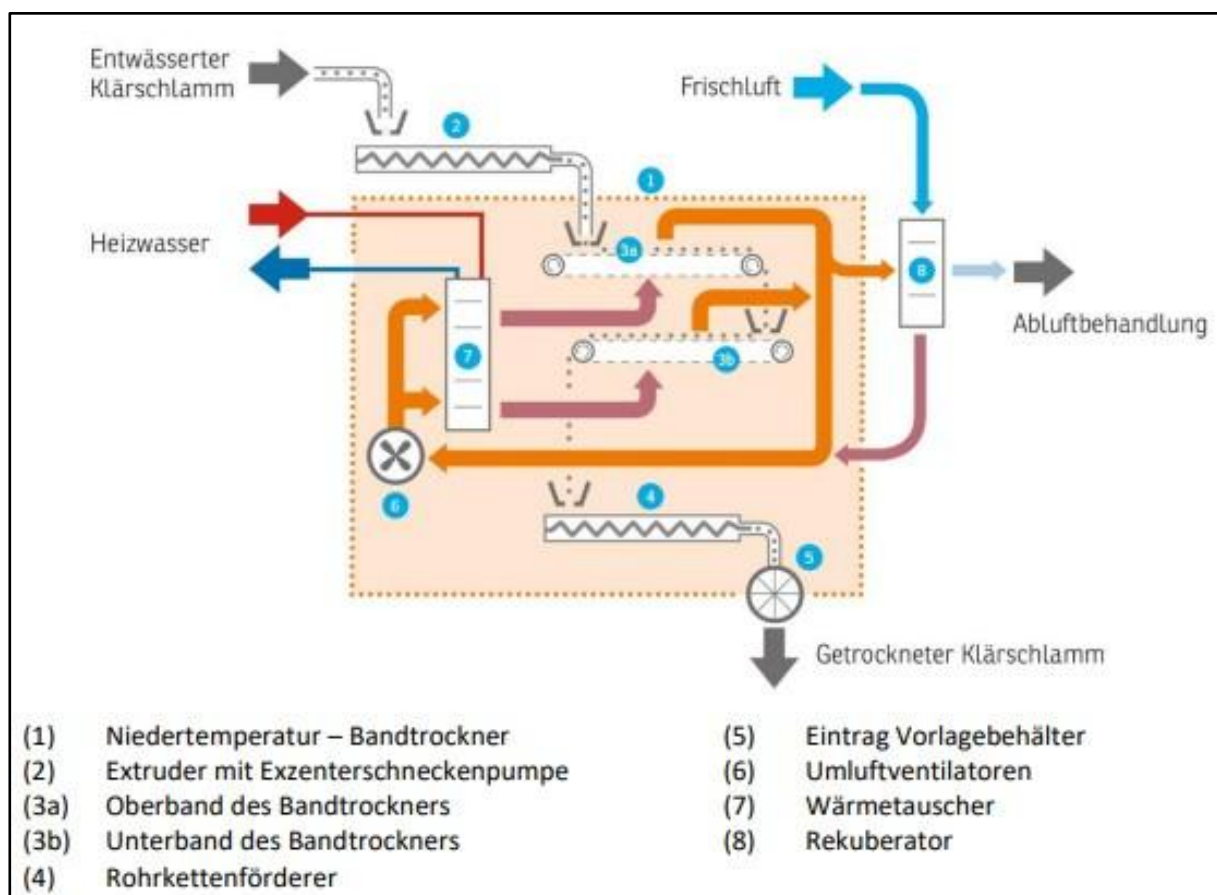 Entwässerter
Klärschlamm
Frischluft
2
1
Heizwasser
3a
8
Abluftbehandlung
7
3b
6
4
5
Getrockneter Klärschlamm
(1) Niedertemperatur – Bandtrockner
(2) Extruder mit Exzenterschneckenpumpe
(3a) Oberband des Bandtrockners
(3b) Unterband des Bandtrockners
(4) Rohrkettenförderer
(5) Eintrag Vorlagebehälter
(6) Umluftventilatoren
(7) Wärmetauscher
(8) Rekuberator